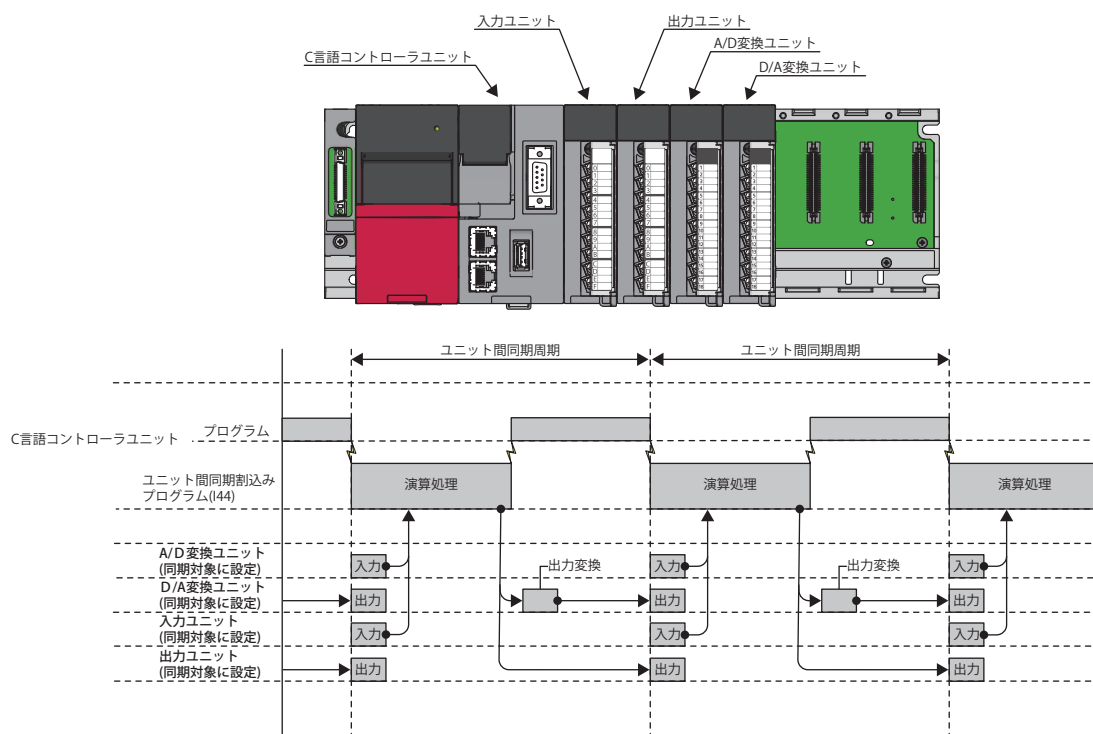 入力ユニット
出力ユニット
A/D変換ユニット
C言語コントローラユニット
D/A変換ユニット
ユニット間同期周期
ユニット間同期周期
C言語コントローラユニット
プログラム
ユニット間同期割込み
プログラム(I44)
演算処理
演算処理
演算処理
A/D変換ユニット
(同期対象に設定)
入力
出力変換
入力
出力変換
入力
D/A変換ユニット
(同期対象に設定)
出力
出力
出力
入力ユニット
(同期対象に設定)
入力
入力
入力
出力ユニット
(同期対象に設定)
出力
出力
出力